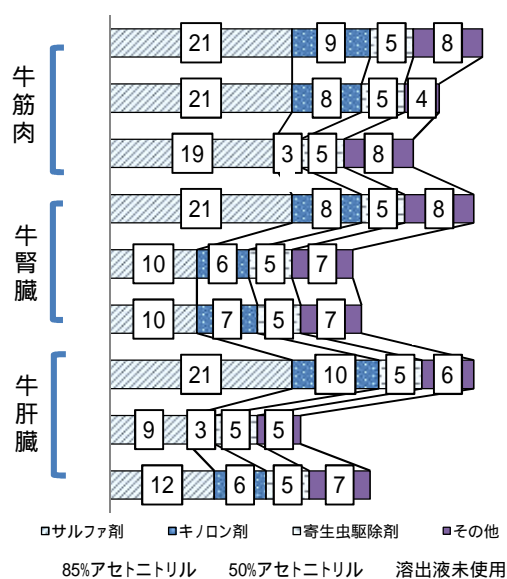 牛筋肉
21 9 5 8
21 8 5 4
19 3 5 8
牛腎臓
21 8 5 8
10 6 5 7
10 7 5 7
牛肝臓
21 10 5 6
9 3 5 5
12 6 5 7
サルファ剤 キノロン剤 寄生虫駆除剤 その他
85%アセトニトリル 50%アセトニトリル 溶出液未使用